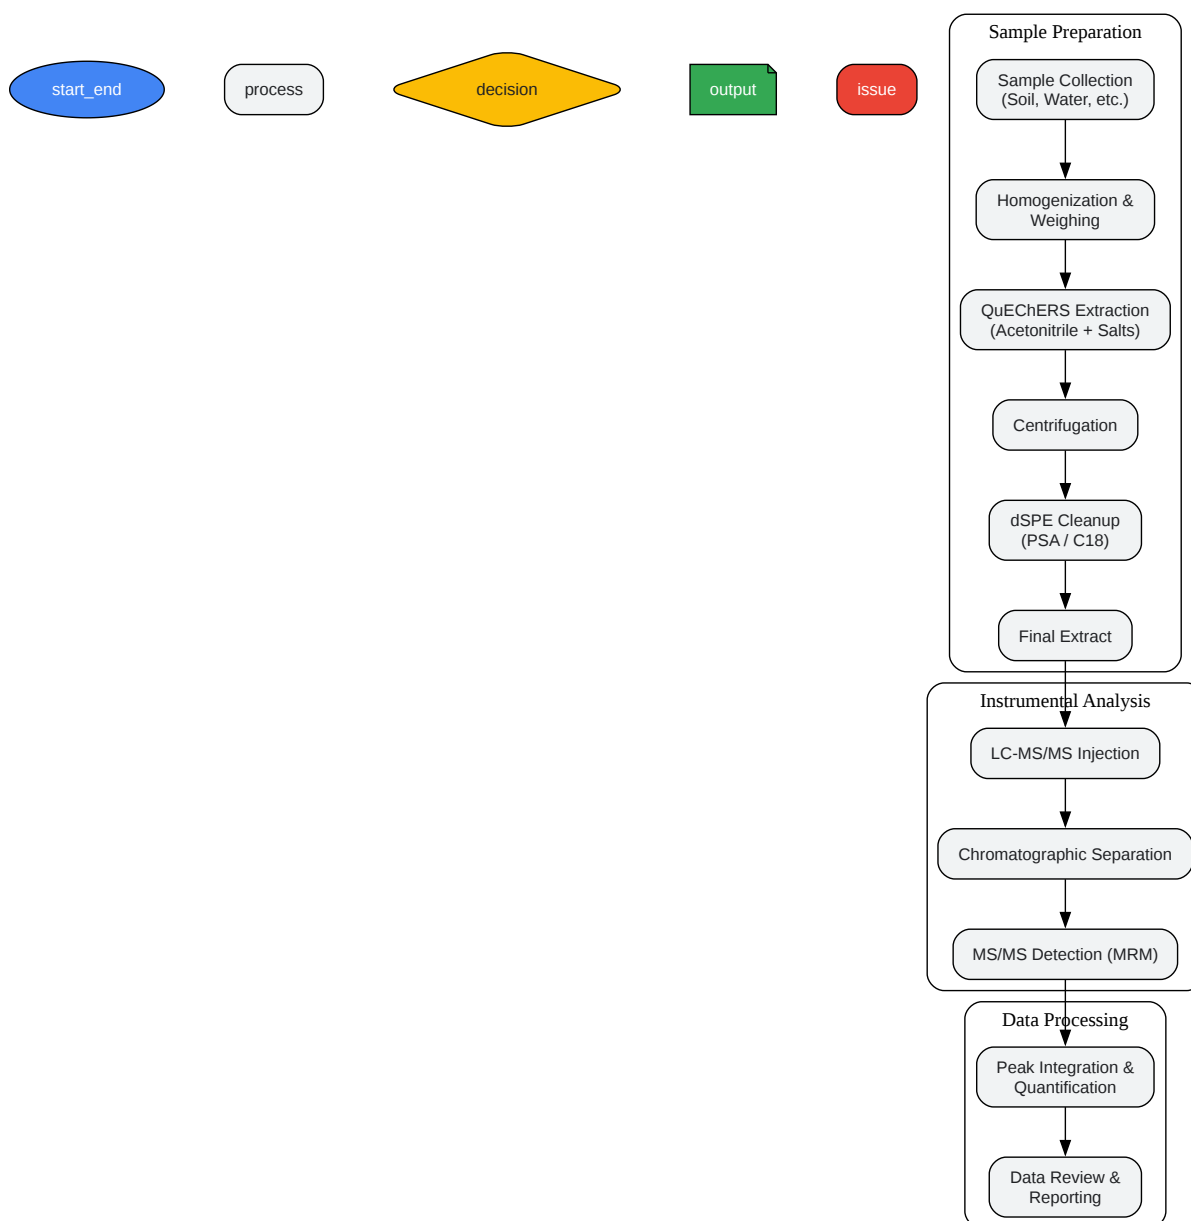 start_end
process
decision
output
issue
Sample Preparation
Sample Collection
(Soil, Water, etc.)
Homogenization &
Weighing
QuEChERS Extraction
(Acetonitrile + Salts)
Centrifugation
dSPE Cleanup
(PSA / C18)
Final Extract
Instrumental Analysis
LC-MS/MS Injection
Chromatographic Separation
MS/MS Detection (MRM)
Data Processing
Peak Integration &
Quantification
Data Review &
Reporting